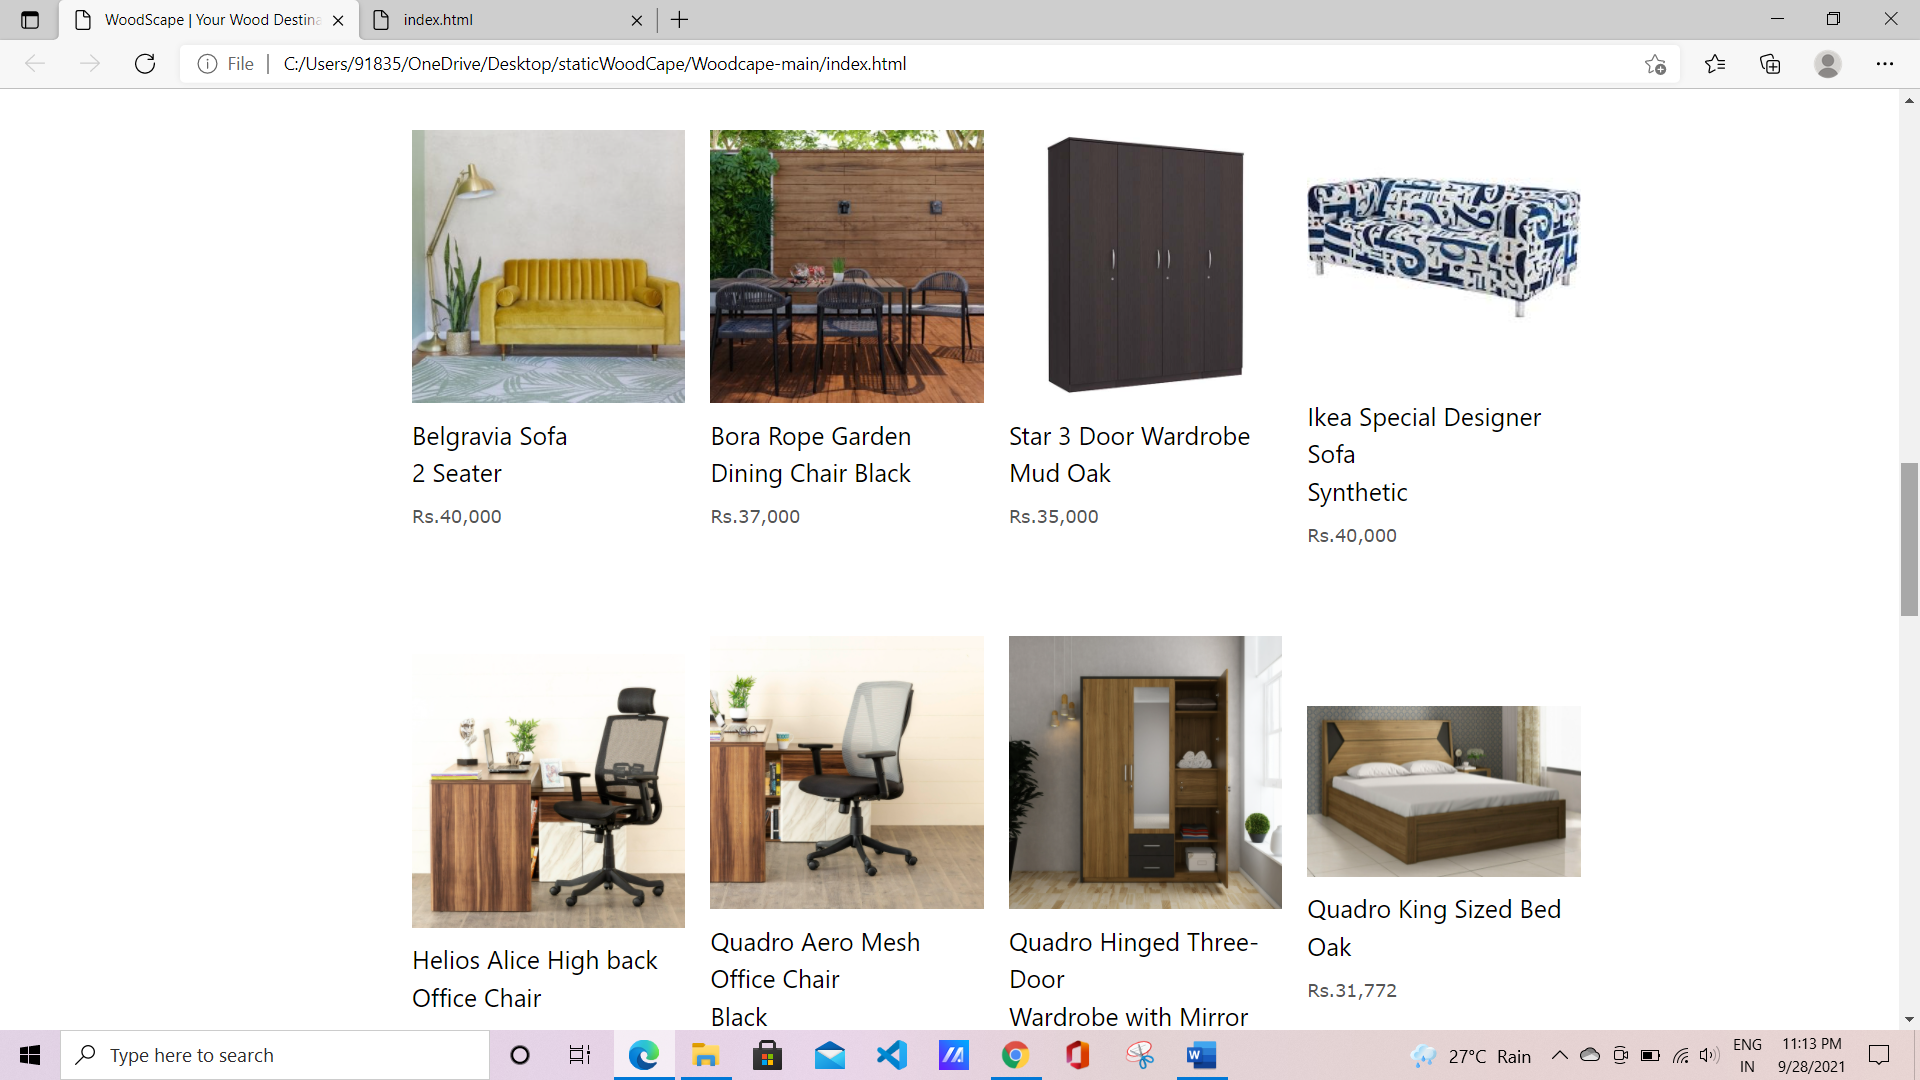 WoodScape | Your Wood Destina
index.html
File
C:/Users/91835/OneDrive/Desktop/staticWoodCape/Woodcape-main/index.html
Belgravia Sofa
2 Seater
Rs.40,000
Bora Rope Garden
Dining Chair Black
Rs.37,000
Star 3 Door Wardrobe
Mud Oak
Rs.35,000
Ikea Special Designer
Sofa
Synthetic
Rs.40,000
Helios Alice High back
Office Chair
Quadro Aero Mesh
Office Chair
Black
Quadro Hinged Three-
Door
Wardrobe with Mirror
Quadro King Sized Bed
Oak
Rs.31,772
Type here to search
27°C Rain
ENG
IN
11:13 PM
9/28/2021